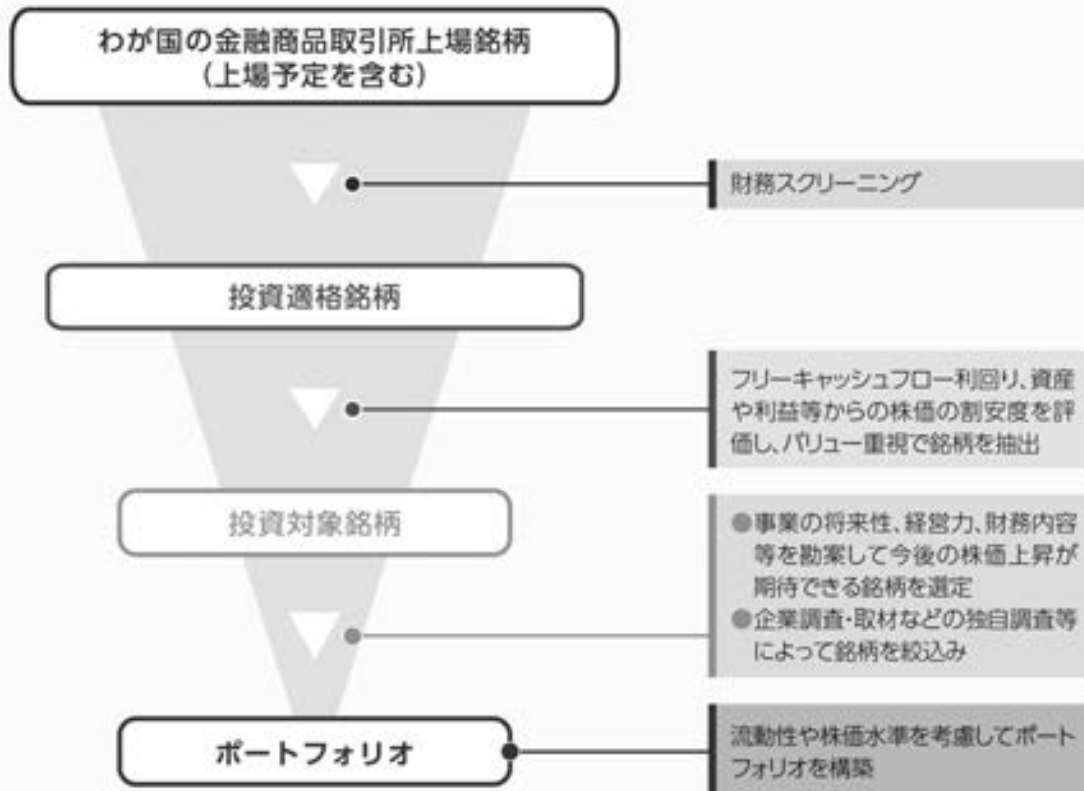 わが国の金融商品取引所上場銘柄
(上場予定を含む)
財務スクリーニング
投資適格銘柄
フリーキャッシュフロー利回り、資産
や利益等からの株価の割安度を評
価し、バリュー重視で銘柄を抽出
投資対象銘柄
●事業の将来性、経営力、財務内容
等を勘案して今後の株価上昇が
期待できる銘柄を選定
●企業調査・取材などの独自調査等
によって銘柄を絞込み
ポートフォリオ
流動性や株価水準を考慮してポート
フォリオを構築